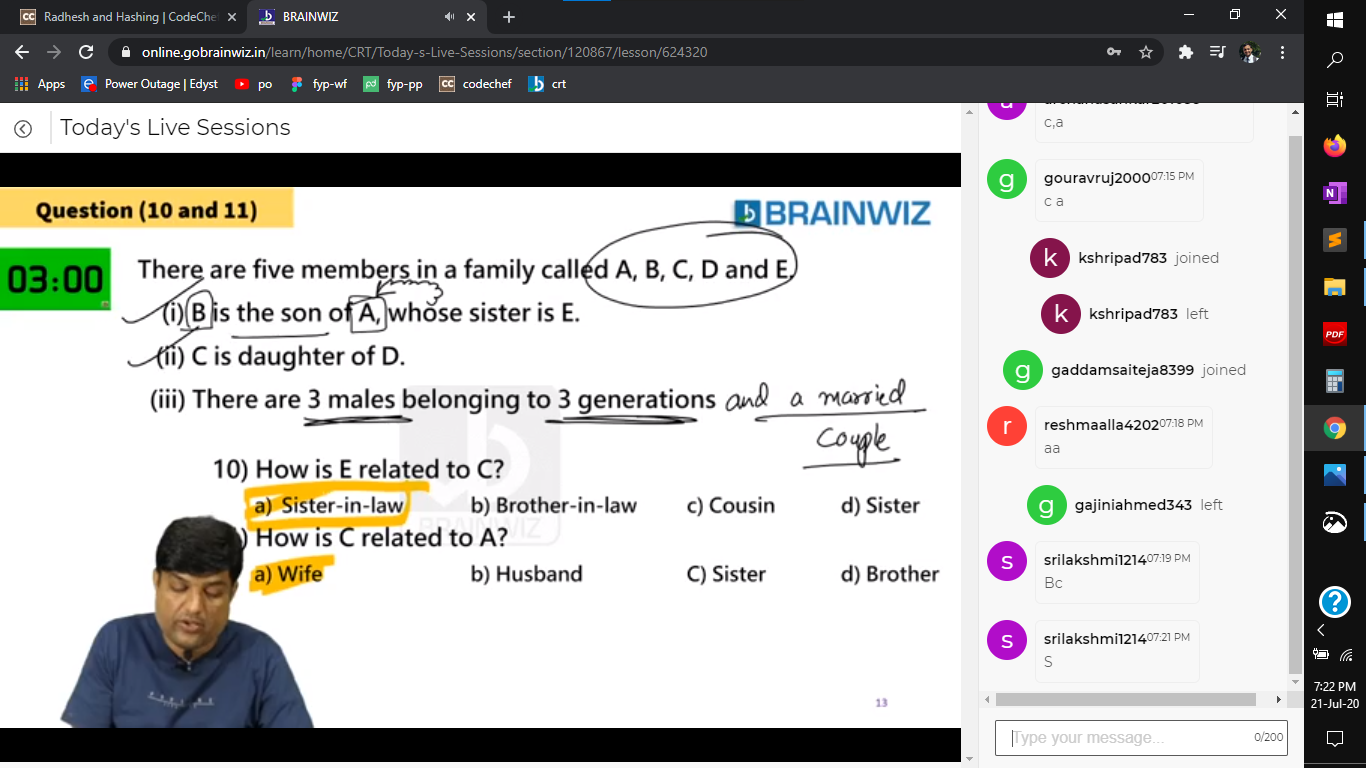 Radhesh and Hashing | CodeChe
BRAINWIZ
online.gobrainwiz.in/learn/home/CRT/Today-s-Live-Sessions/section/120867/lesson/624320
Apps Power Outage | Edyst po fyp-wf fyp-pp codechef crt
Today's Live Sessions
Question (10 and 11)
BRAINWIZ
03:00
There are five members in a family called A, B, C, D and E.
(i) B is the son of A, whose sister is E.
(ii) C is daughter of D.
(iii) There are 3 males belonging to 3 generations and a married
couple
10) How is E related to C?
a) Sister-in-law b) Brother-in-law c) Cousin d) Sister
) How is C related to A?
a) Wife b) Husband C) Sister d) Brother
BRAINWIZ
13
c,a
gouravruj2000 07:15 PM
c a
kshripad783 joined
kshripad783 left
gaddamsaiteja8399 joined
reshmaalla4202 07:18 PM
aa
gajiniahmed343 left
srilakshmi1214 07:19 PM
Bc
srilakshmi1214 07:21 PM
S
Type your message... 0/200
7:22 PM
21-Jul-20